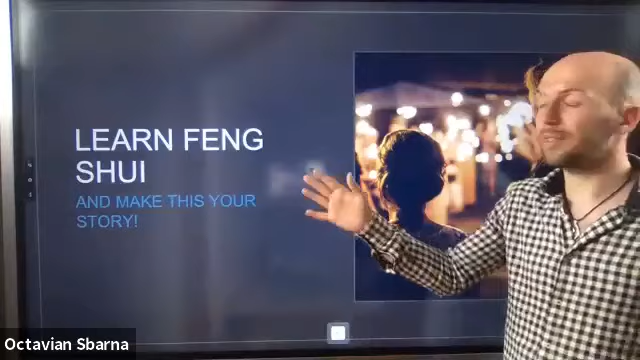 LEARN FENG
SHUI
AND MAKE THIS YOUR
STORY!
Octavian Sbarna